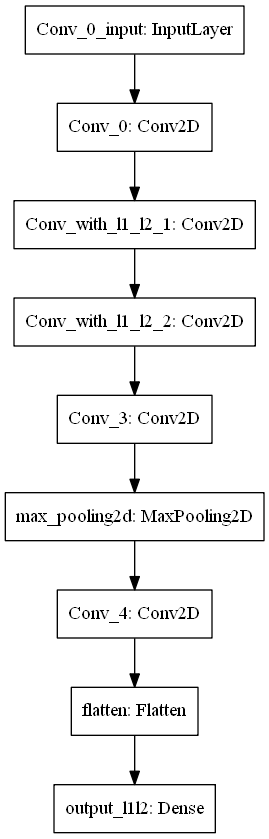 Conv_0_input: InputLayer
Conv_0: Conv2D
Conv_with_l1_l2_1: Conv2D
Conv_with_l1_l2_2: Conv2D
Conv_3: Conv2D
max_pooling2d: MaxPooling2D
Conv_4: Conv2D
flatten: Flatten
output_l1l2: Dense